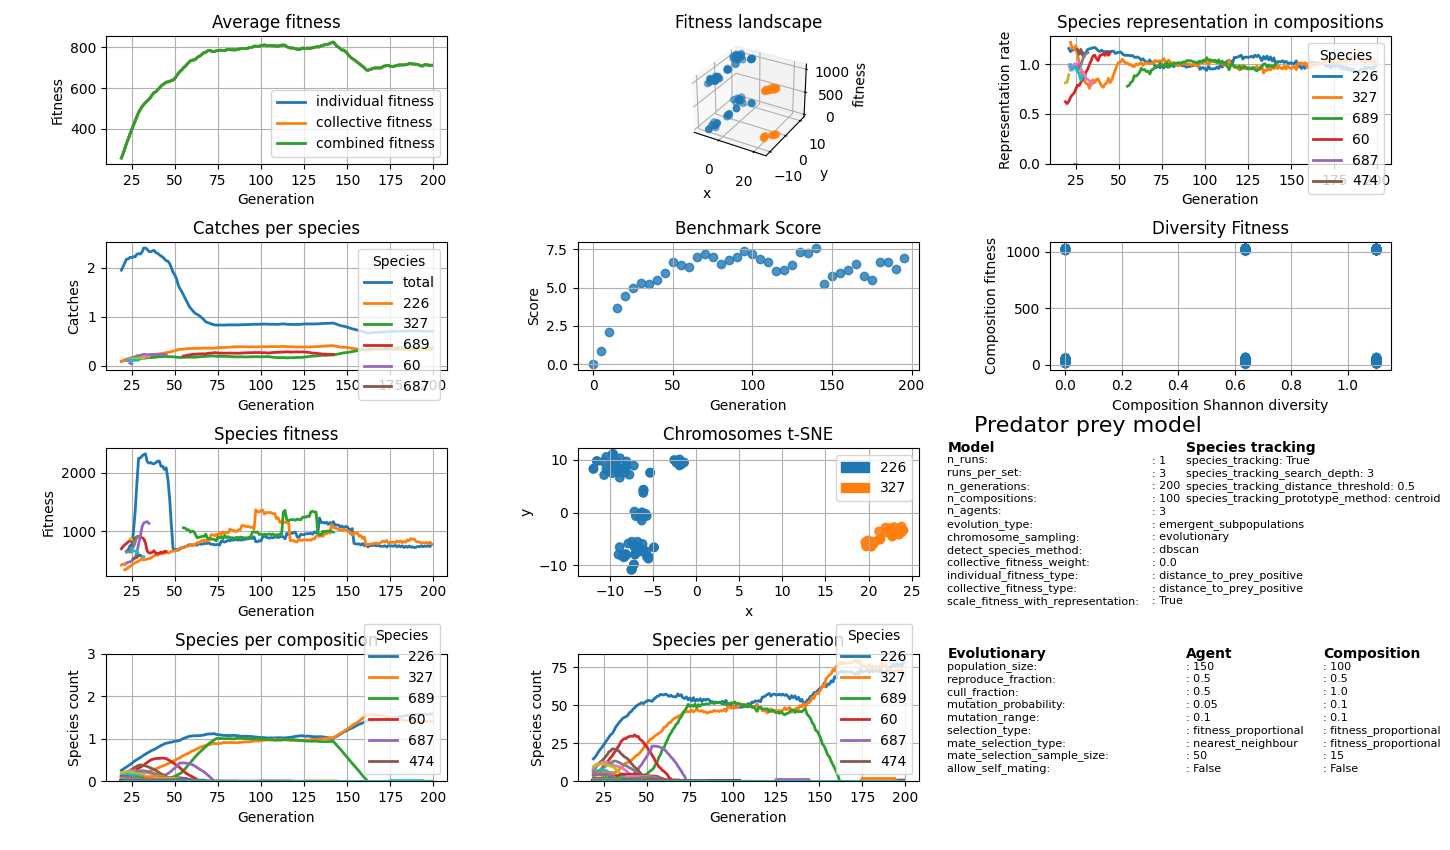 Average fitness
Fitness
800
600
400
individual fitness
collective fitness
combined fitness
25 50 75 100 125 150 175 200
Generation
Fitness landscape
fitness
1000
500
0
10
0
−10
y
0
20
x
Species representation in compositions
Representation rate
1.0
0.5
0.0
Species
226
327
689
60
687
474
25 50 75 100 125 150 175 200
Generation
Catches per species
Catches
2
1
0
Species
total
226
327
689
60
687
25 50 75 100 125 150 175 200
Generation
Benchmark Score
Score
7.5
5.0
2.5
0.0
0 50 100 150 200
Generation
Diversity Fitness
Composition fitness
1000
500
0
0.0 0.2 0.4 0.6 0.8 1.0
Composition Shannon diversity
Species fitness
Fitness
2000
1000
25 50 75 100 125 150 175 200
Generation
Chromosomes t-SNE
y
10
0
−10
226
327
−10 −5 0 5 10 15 20 25
x
Predator prey model
Model Species tracking
n_runs: : 1 species_tracking: True
runs_per_set: : 3 species_tracking_search_depth: 3
n_generations: : 200 species_tracking_distance_threshold: 0.5
n_compositions: : 100 species_tracking_prototype_method: centroid
n_agents: : 3
evolution_type: : emergent_subpopulations
chromosome_sampling: : evolutionary
detect_species_method: : dbscan
collective_fitness_weight: : 0.0
individual_fitness_type: : distance_to_prey_positive
collective_fitness_type: : distance_to_prey_positive
scale_fitness_with_representation: : True
Species per composition
Species count
3
2
1
0
Species
226
327
689
60
687
474
25 50 75 100 125 150 175 200
Generation
Species per generation
Species count
75
50
25
0
Species
226
327
689
60
687
474
25 50 75 100 125 150 175 200
Generation
Evolutionary Agent Composition
population_size: : 150 : 100
reproduce_fraction: : 0.5 : 0.5
cull_fraction: : 0.5 : 1.0
mutation_probability: : 0.05 : 0.1
mutation_range: : 0.1 : 0.1
selection_type: : fitness_proportional : fitness_proportional
mate_selection_type: : nearest_neighbour : fitness_proportional
mate_selection_sample_size: : 50 : 15
allow_self_mating: : False : False